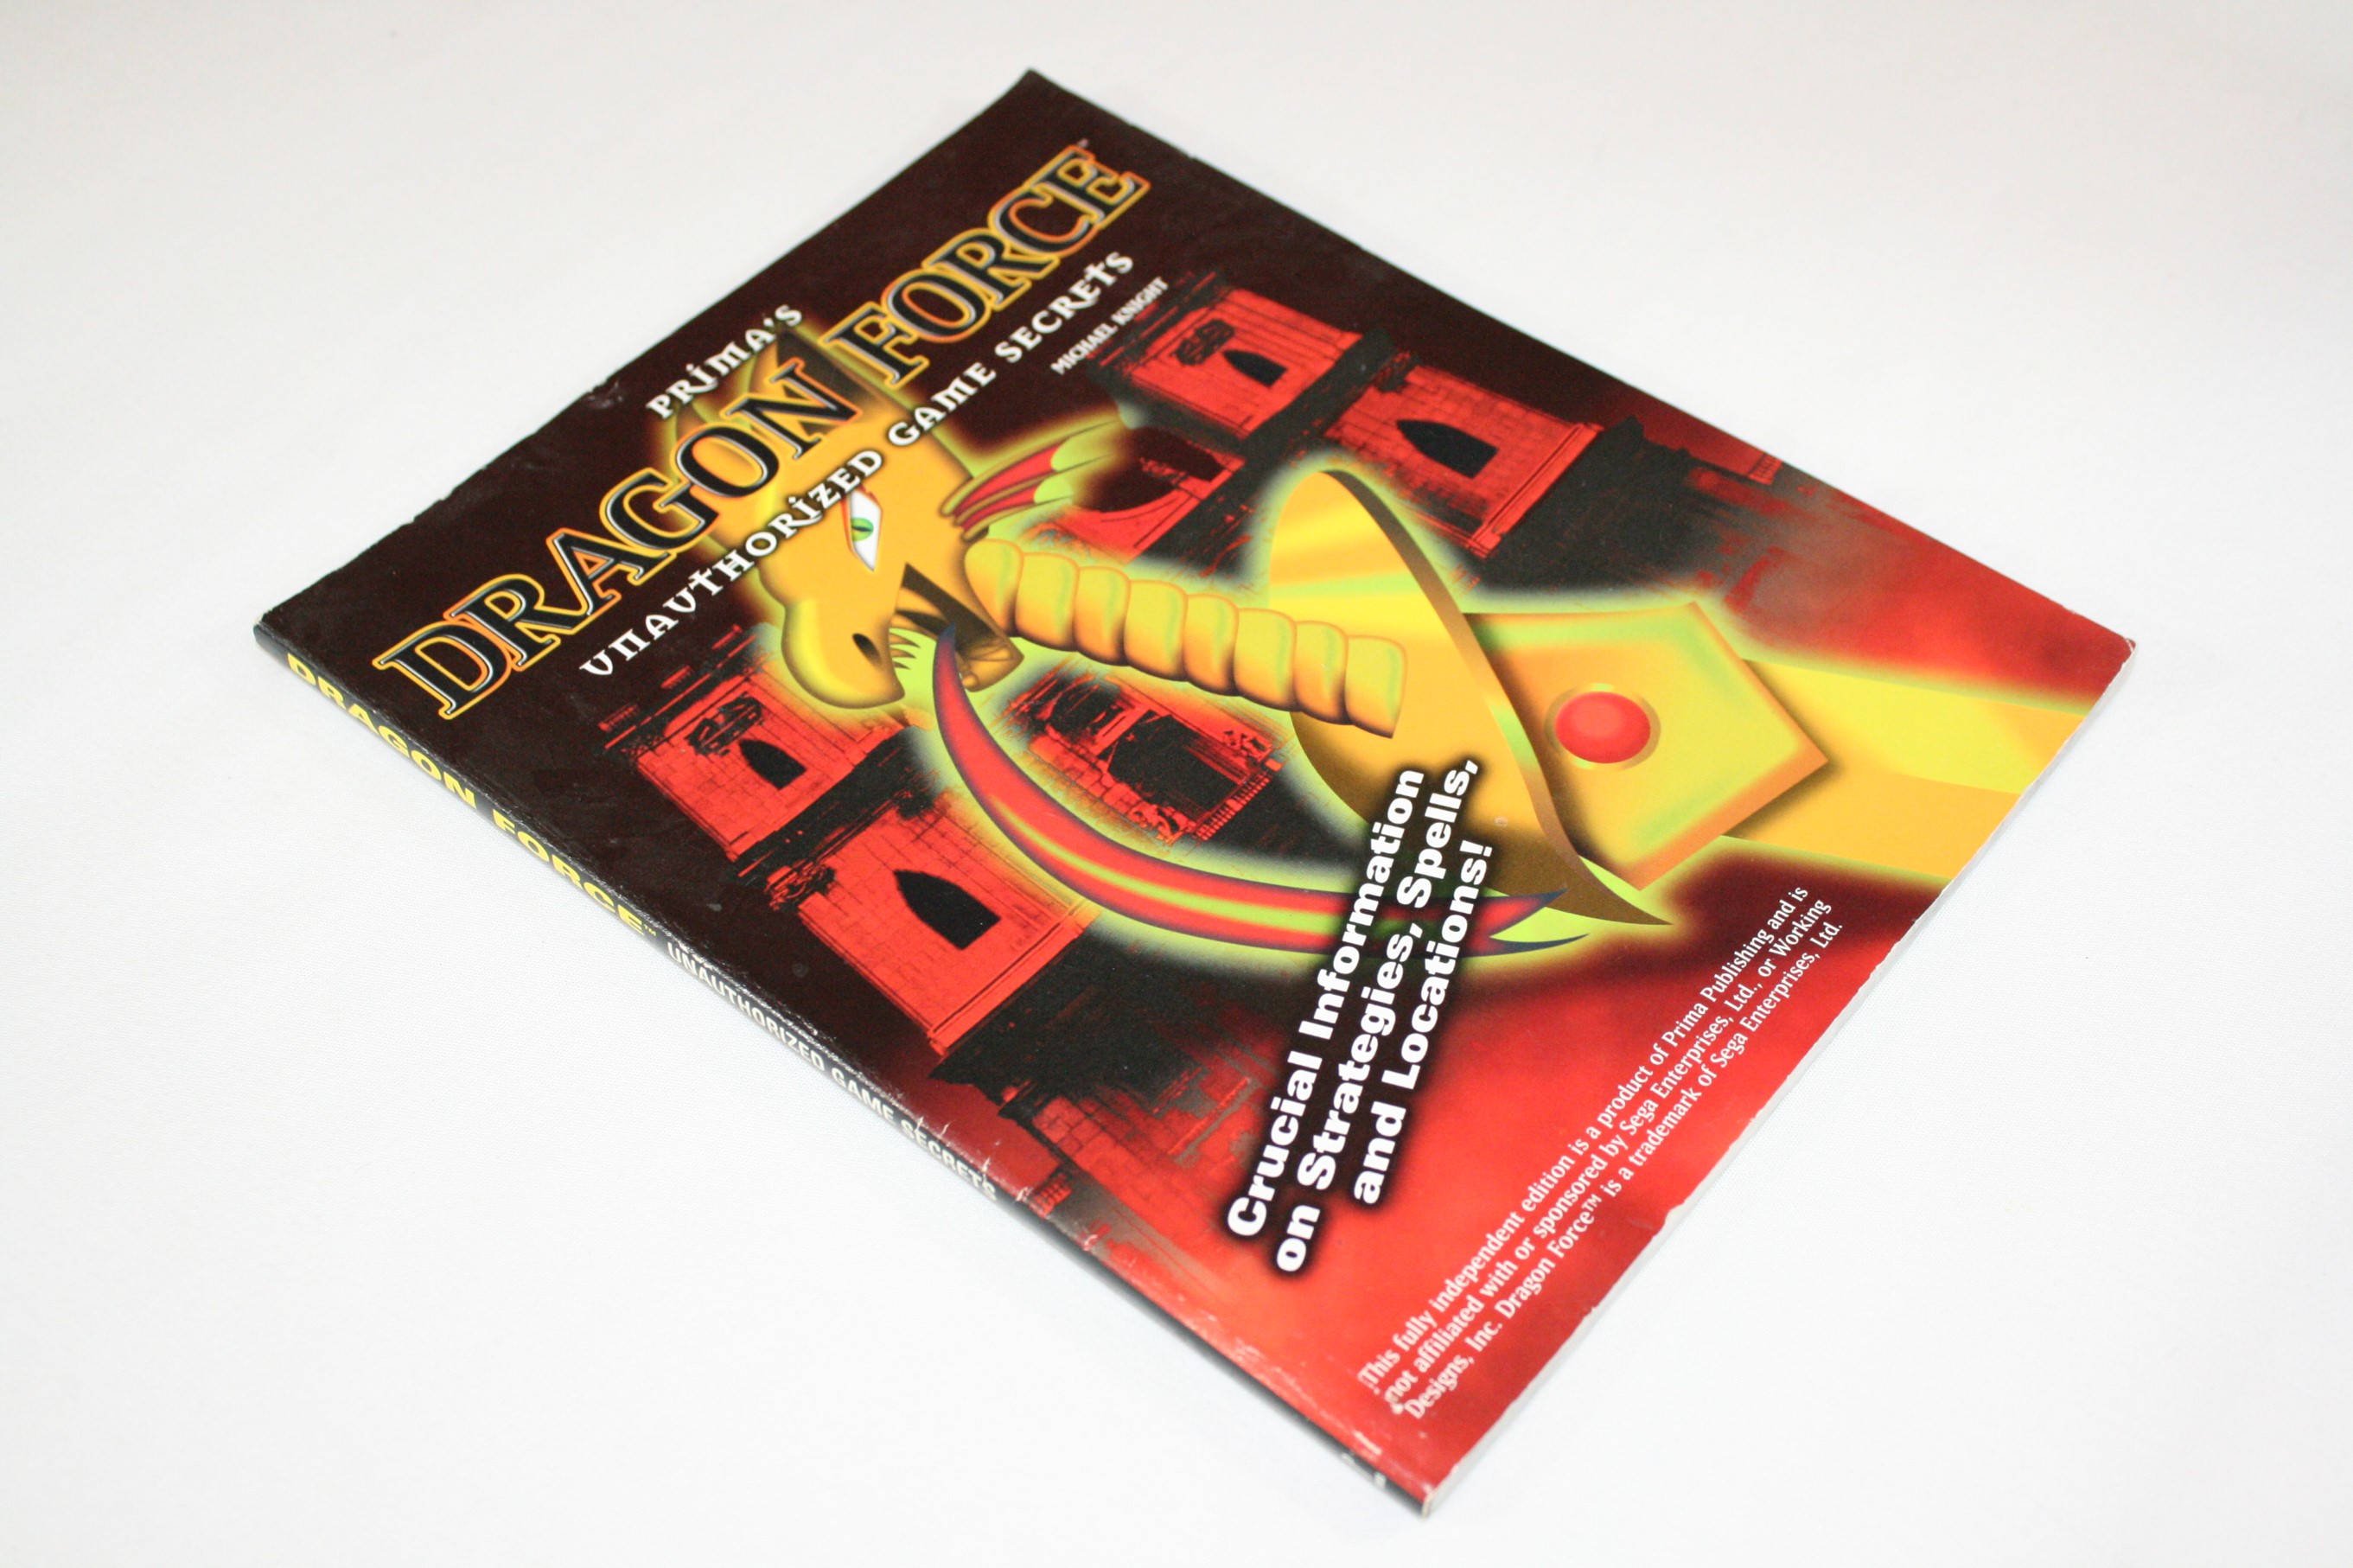 PRIMA'S
DRAGON FORCE™
UNAUTHORIZED GAME SECRETS
MICHAEL KNIGHT
Crucial Information
on Strategies, Spells,
and Locations!
This fully independent edition is a product of Prima Publishing and is
not affiliated with or sponsored by Sega Enterprises, Ltd., or Working
Designs, Inc. Dragon Force™ is a trademark of Sega Enterprises, Ltd.
DRAGON FORCE™ UNAUTHORIZED GAME SECRETS